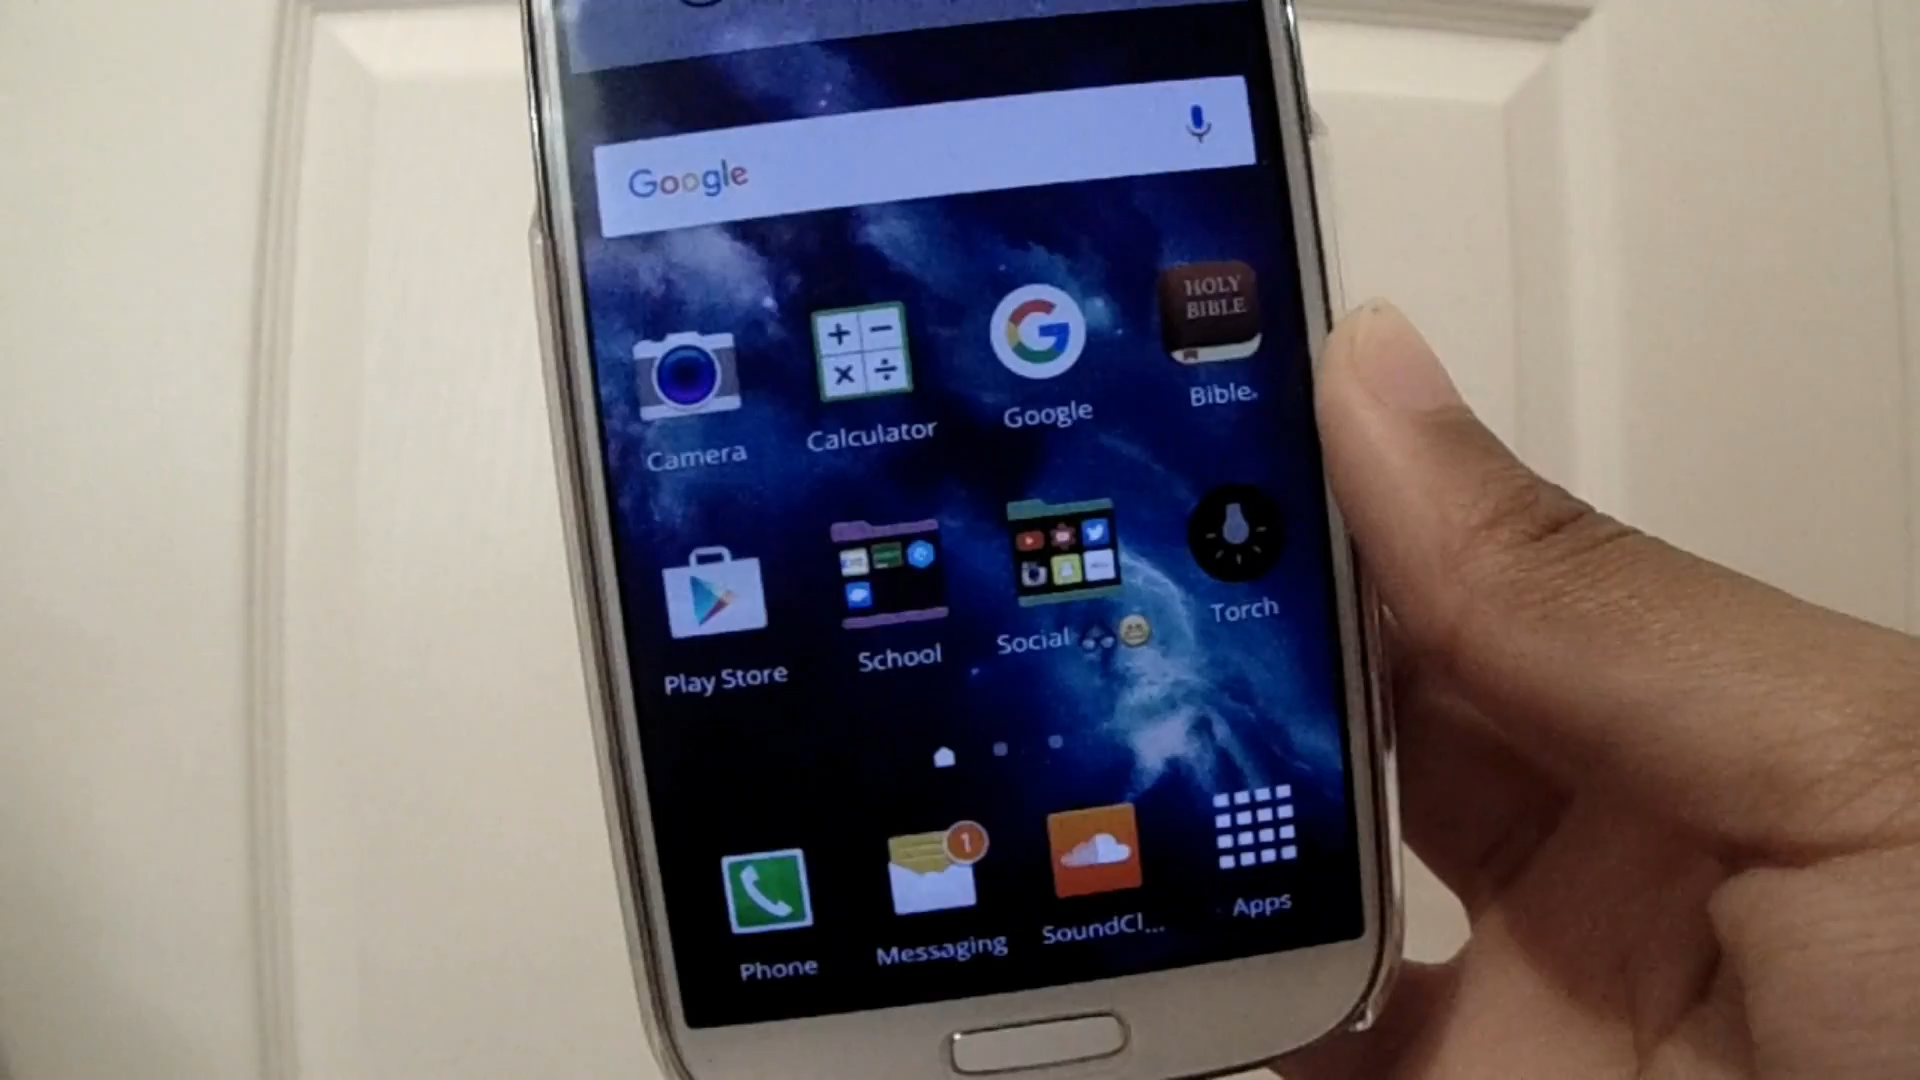 Google
HOLY
BIBLE
Camera
Calculator
Google
Bible.
Play Store
School
Social
Torch
1
Phone
Messaging
SoundCl...
Apps